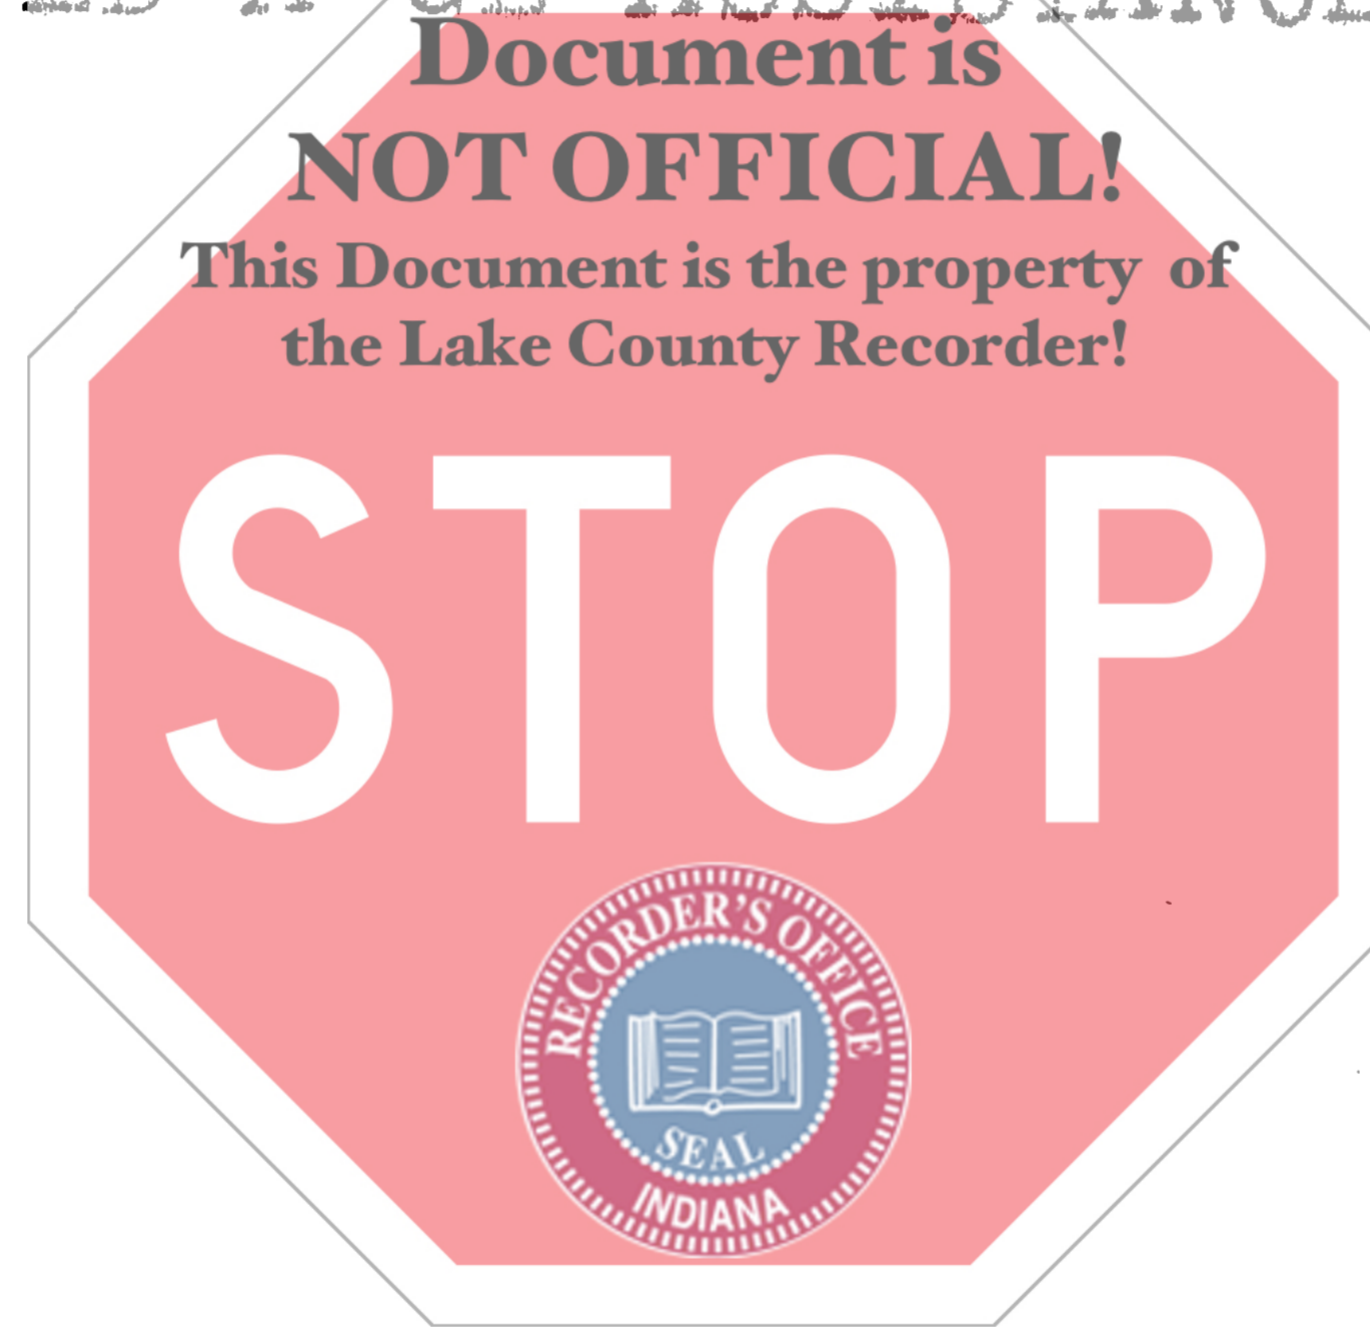 Document is
NOT OFFICIAL!
This Document is the property of
the Lake County Recorder!
STOP
RECORDER'S OFFICE
SEAL
INDIANA